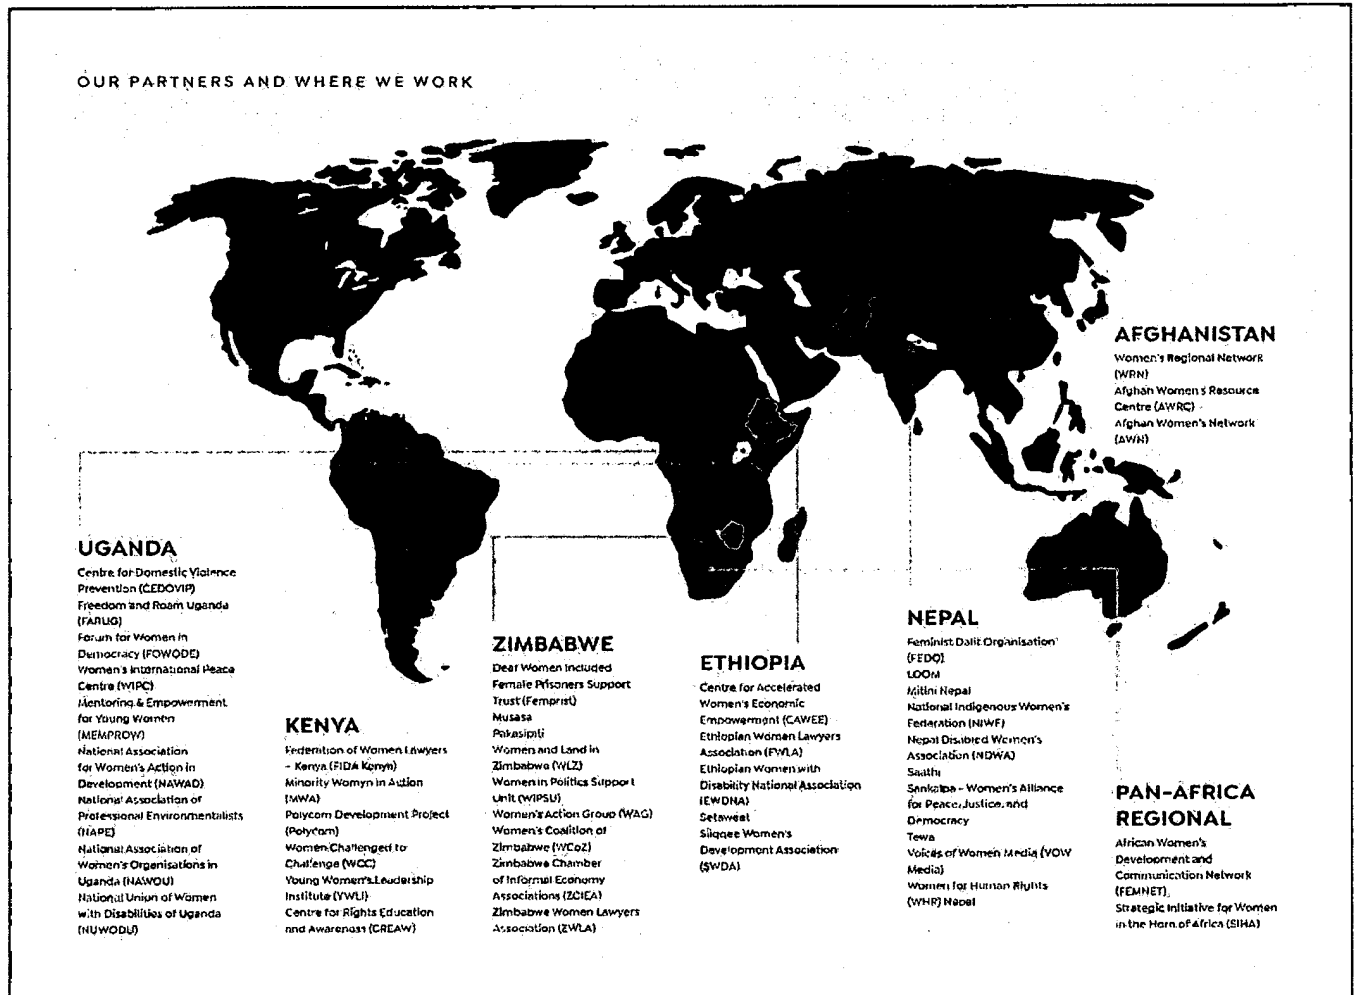 OUR PARTNERS AND WHERE WE WORK
AFGHANISTAN
Women's Regional Network
(WRN)
Afghan Women's Resource
Centre (AWRC)
Afghan Women's Network
(AWN)
UGANDA
Centre for Domestic Violence
Prevention (CEDOVIP)
Freedom and Roam Uganda
(FARUG)
Forum for Women in
Democracy (FOWODE)
Women's International Peace
Centre (WIPC)
Mentoring & Empowerment
for Young Women
(MEMPROW)
National Association
for Women's Action in
Development (NAWAD)
National Association of
Professional Environmentalists
(NAPE)
National Association of
Women's Organisations in
Uganda (NAWOU)
National Union of Women
with Disabilities of Uganda
(NUWODU)
KENYA
Federation of Women Lawyers
- Kenya (FIDA Kenya)
Minority Womyn in Action
(MWA)
Polycom Development Project
(Polycom)
Women Challenged to
Challenge (WCC)
Young Women's Leadership
Institute (YWLI)
Centre for Rights Education
and Awareness (CREAW)
ZIMBABWE
Deaf Women Included
Female Prisoners Support
Trust (Femprist)
Musasa
Pakasipiti
Women and Land in
Zimbabwe (WLZ)
Women in Politics Support
Unit (WIPSU)
Women's Action Group (WAG)
Women's Coalition of
Zimbabwe (WCoZ)
Zimbabwe Chamber
of Informal Economy
Associations (ZCIEA)
Zimbabwe Women Lawyers
Association (ZWLA)
ETHIOPIA
Centre for Accelerated
Women's Economic
Empowerment (CAWEE)
Ethiopian Women Lawyers
Association (EWLA)
Ethiopian Women with
Disability National Association
(EWDNA)
Setaweet
Siiqqee Women's
Development Association
(SWDA)
NEPAL
Feminist Dalit Organisation
(FEDO)
LOOM
Mitini Nepal
National Indigenous Women's
Federation (NIWF)
Nepal Disabled Women's
Association (NDWA)
Saathi
Sankalpa - Women's Alliance
for Peace, Justice, and
Democracy
Tewa
Voices of Women Media (VOW
Media)
Women for Human Rights
(WHR) Nepal
PAN-AFRICA
REGIONAL
African Women's
Development and
Communication Network
(FEMNET)
Strategic Initiative for Women
in the Horn of Africa (SIHA)